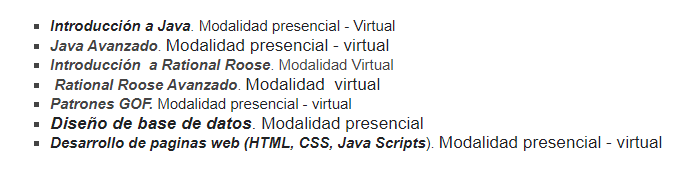 ▪ Introducción a Java. Modalidad presencial - Virtual
▪ Java Avanzado. Modalidad presencial - virtual
▪ Introducción  a Rational Roose. Modalidad Virtual
▪ Rational Roose Avanzado. Modalidad  virtual
▪ Patrones GOF. Modalidad presencial - virtual
▪ Diseño de base de datos. Modalidad presencial
▪ Desarrollo de paginas web (HTML, CSS, Java Scripts). Modalidad presencial - virtual